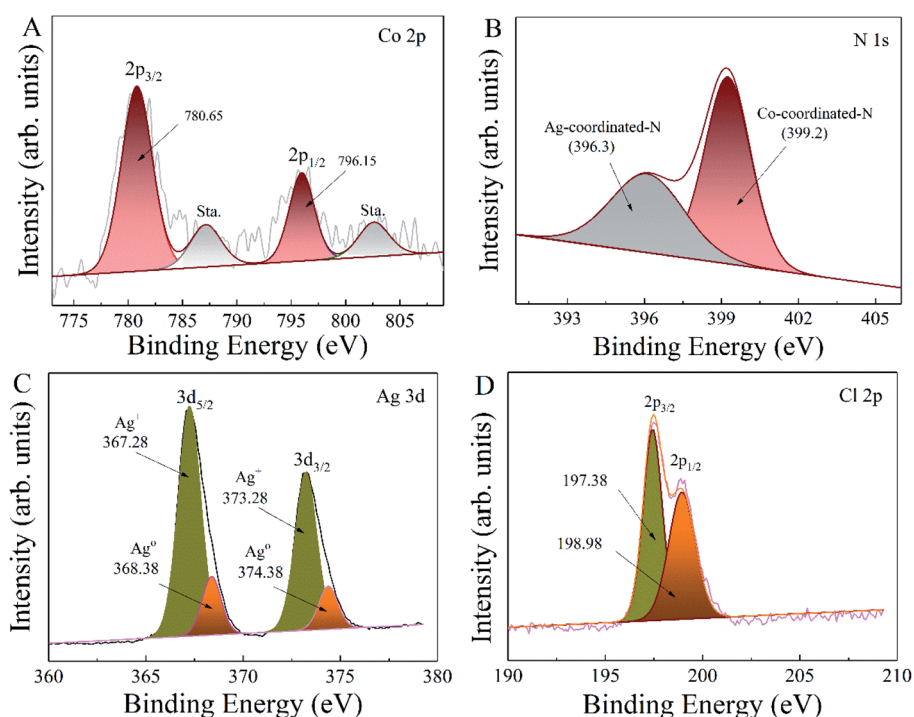 A
Co 2p
2p3/2
780.65
2p1/2
796.15
Sta.
Sta.
Intensity (arb. units)
775 780 785 790 795 800 805
Binding Energy (eV)
B
N 1s
Ag-coordinated-N
(396.3)
Co-coordinated-N
(399.2)
Intensity (arb. units)
393 396 399 402 405
Binding Energy (eV)
C
Ag 3d
3d5/2
Ag+
367.28
3d3/2
Ag+
373.28
Ag0
368.38
Ag0
374.38
Intensity (arb. units)
360 365 370 375 380
Binding Energy (eV)
D
Cl 2p
2p3/2
2p1/2
197.38
198.98
Intensity (arb. units)
190 195 200 205 210
Binding Energy (eV)